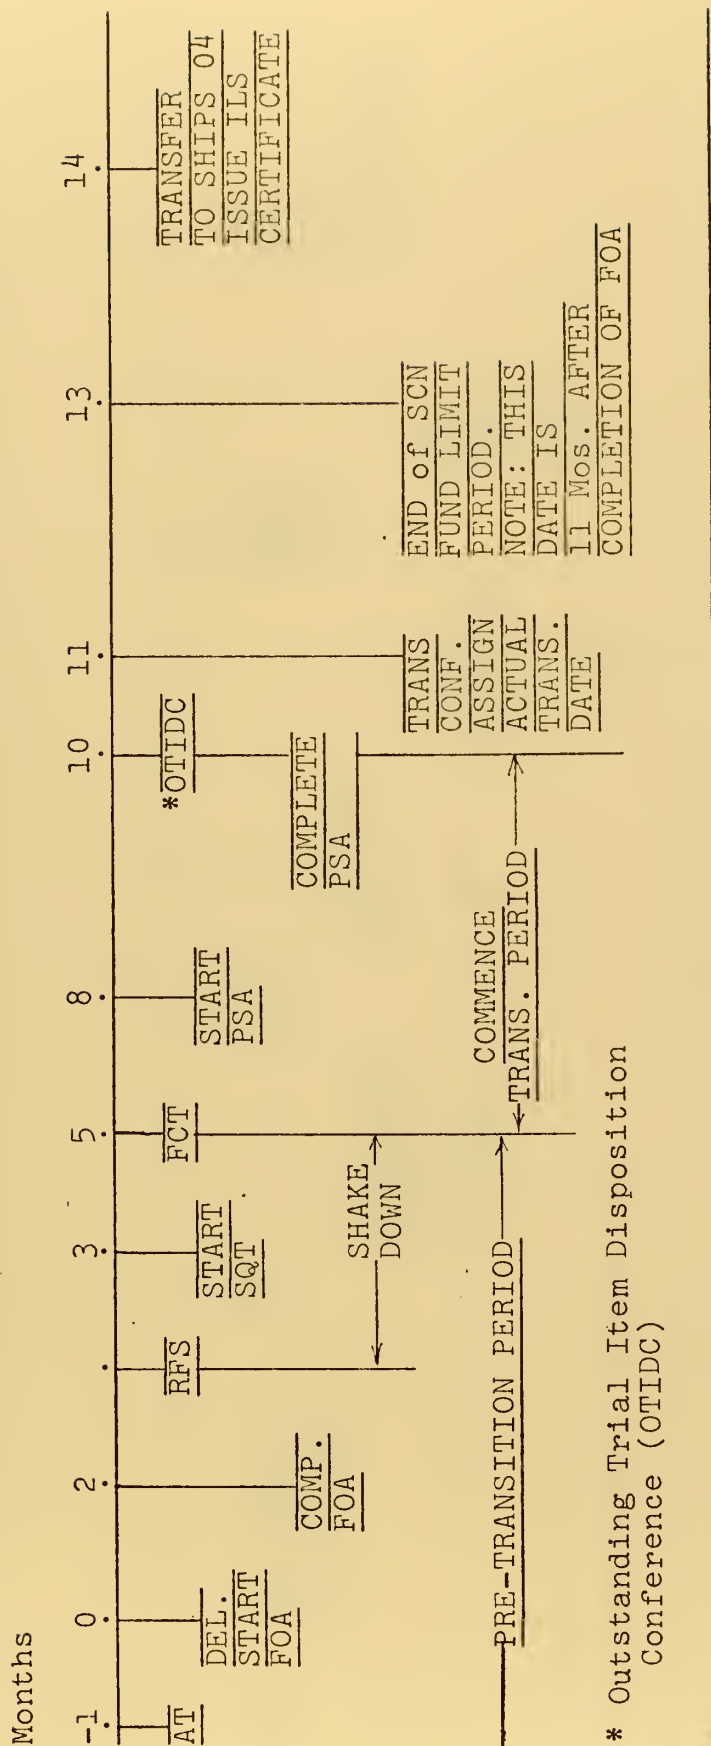 Months
-1
0
2
3
5
8
10
11
13
14
AT
DEL.
START
FOA
COMP.
FOA
RFS
START
SQT
FCT
START
PSA
*OTIDC
COMPLETE
PSA
TRANS
CONF.
ASSIGN
ACTUAL
TRANS.
DATE
END of SCN
FUND LIMIT
PERIOD.
NOTE: THIS
DATE IS
11 Mos. AFTER
COMPLETION OF FOA
TRANSFER
TO SHIPS 04
ISSUE ILS
CERTIFICATE
SHAKE
DOWN
PRE-TRANSITION PERIOD
COMMENCE
TRANS. PERIOD
* Outstanding Trial Item Disposition
Conference (OTIDC)